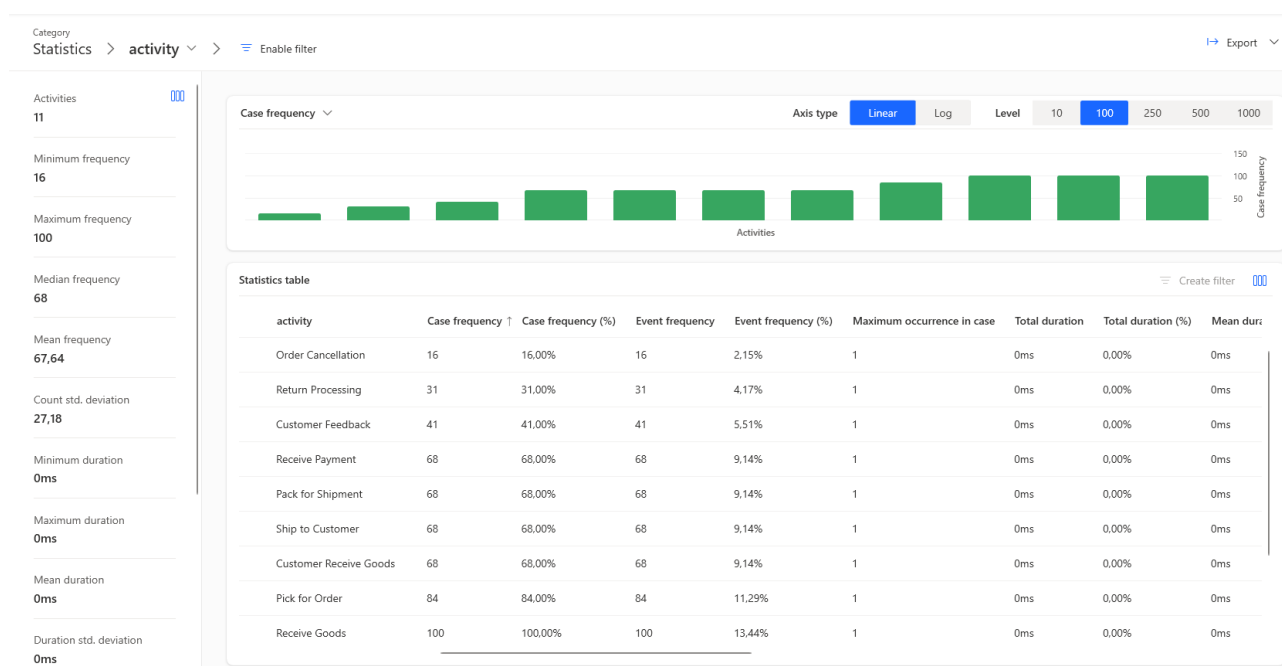 Category
Statistics > activity > Enable filter
Export
Activities
11
Minimum frequency
16
Maximum frequency
100
Median frequency
68
Mean frequency
67,64
Count std. deviation
27,18
Minimum duration
0ms
Maximum duration
0ms
Mean duration
0ms
Duration std. deviation
0ms
Case frequency Axis type Linear Log Level 10 100 250 500 1000
150
100
50
Case frequency
Activities
Statistics table Create filter
activity Case frequency ↑ Case frequency (%) Event frequency Event frequency (%) Maximum occurrence in case Total duration Total duration (%) Mean dura
Order Cancellation 16 16,00% 16 2,15% 1 0ms 0,00% 0ms
Return Processing 31 31,00% 31 4,17% 1 0ms 0,00% 0ms
Customer Feedback 41 41,00% 41 5,51% 1 0ms 0,00% 0ms
Receive Payment 68 68,00% 68 9,14% 1 0ms 0,00% 0ms
Pack for Shipment 68 68,00% 68 9,14% 1 0ms 0,00% 0ms
Ship to Customer 68 68,00% 68 9,14% 1 0ms 0,00% 0ms
Customer Receive Goods 68 68,00% 68 9,14% 1 0ms 0,00% 0ms
Pick for Order 84 84,00% 84 11,29% 1 0ms 0,00% 0ms
Receive Goods 100 100,00% 100 13,44% 1 0ms 0,00% 0ms